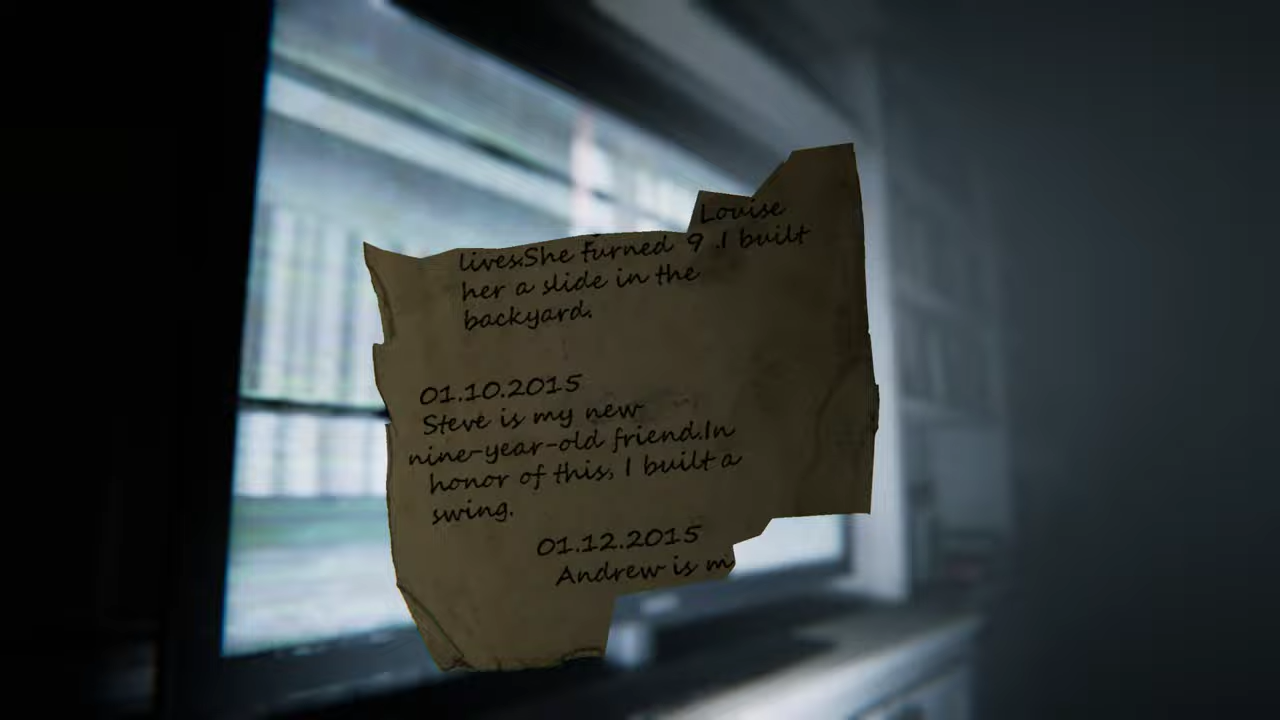 Louise
lives.She turned 9 .I built
her a slide in the
backyard.
01.10.2015
Steve is my new
nine-year-old friend.In
honor of this, I built a
swing.
01.12.2015
Andrew is m